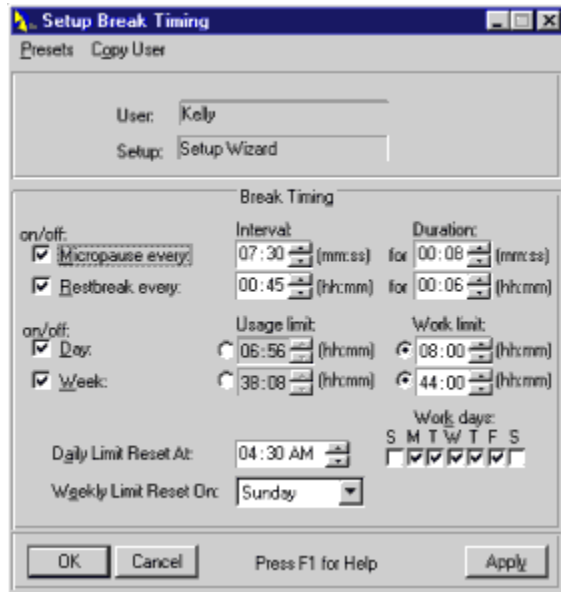 Setup Break Timing
Presets Copy User
User: Kelly
Setup: Setup Wizard
Break Timing
on/off: Interval: Duration:
Micropause every: 07:30 (mm:ss) for 00:08 (mm:ss)
Restbreak every: 00:45 (hh:mm) for 00:06 (hh:mm)
on/off: Usage limit: Work limit:
Day: 06:56 (hh:mm) 08:00 (hh:mm)
Week: 38:08 (hh:mm) 44:00 (hh:mm)
Work days:
S M T W T F S
Daily Limit Reset At: 04:30 AM
Weekly Limit Reset On: Sunday
OK Cancel Press F1 for Help Apply